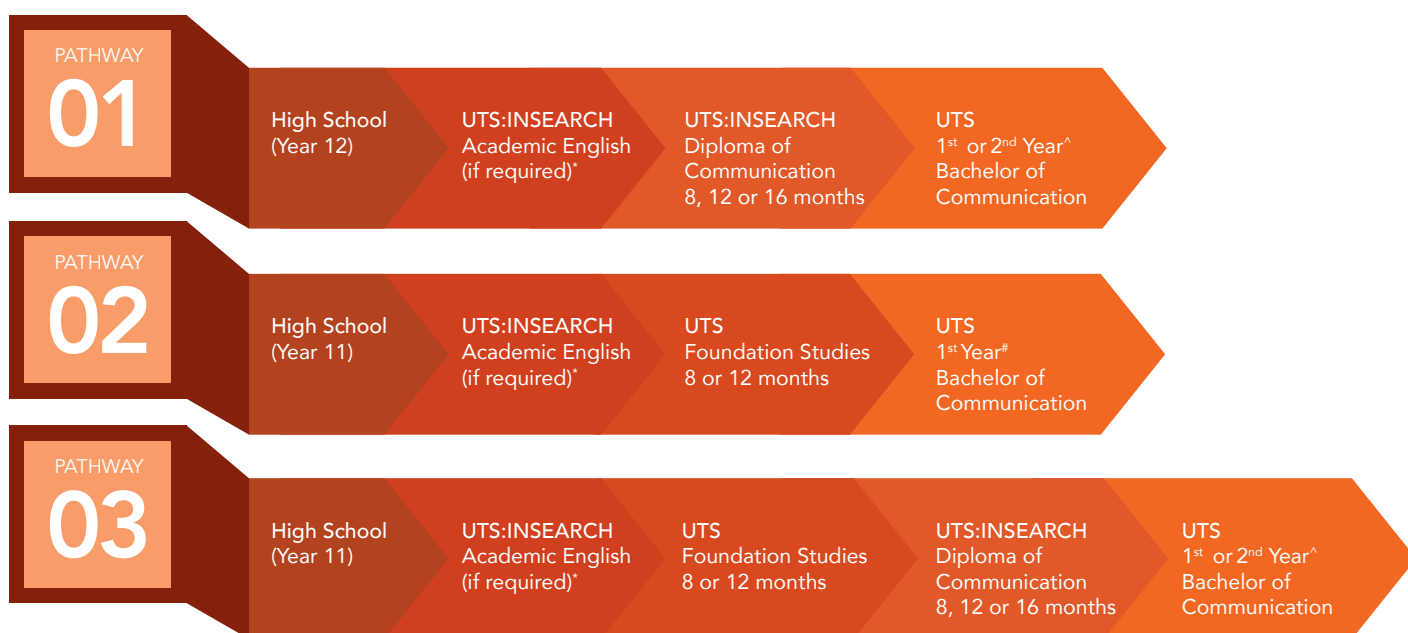 PATHWAY
01
High School
(Year 12)
UTS:INSEARCH
Academic English
(if required)*
UTS:INSEARCH
Diploma of
Communication
8, 12 or 16 months
UTS
1st or 2nd Year^
Bachelor of
Communication
PATHWAY
02
High School
(Year 11)
UTS:INSEARCH
Academic English
(if required)*
UTS
Foundation Studies
8 or 12 months
UTS
1st Year#
Bachelor of
Communication
PATHWAY
03
High School
(Year 11)
UTS:INSEARCH
Academic English
(if required)*
UTS
Foundation Studies
8 or 12 months
UTS:INSEARCH
Diploma of
Communication
8, 12 or 16 months
UTS
1st or 2nd Year^
Bachelor of
Communication